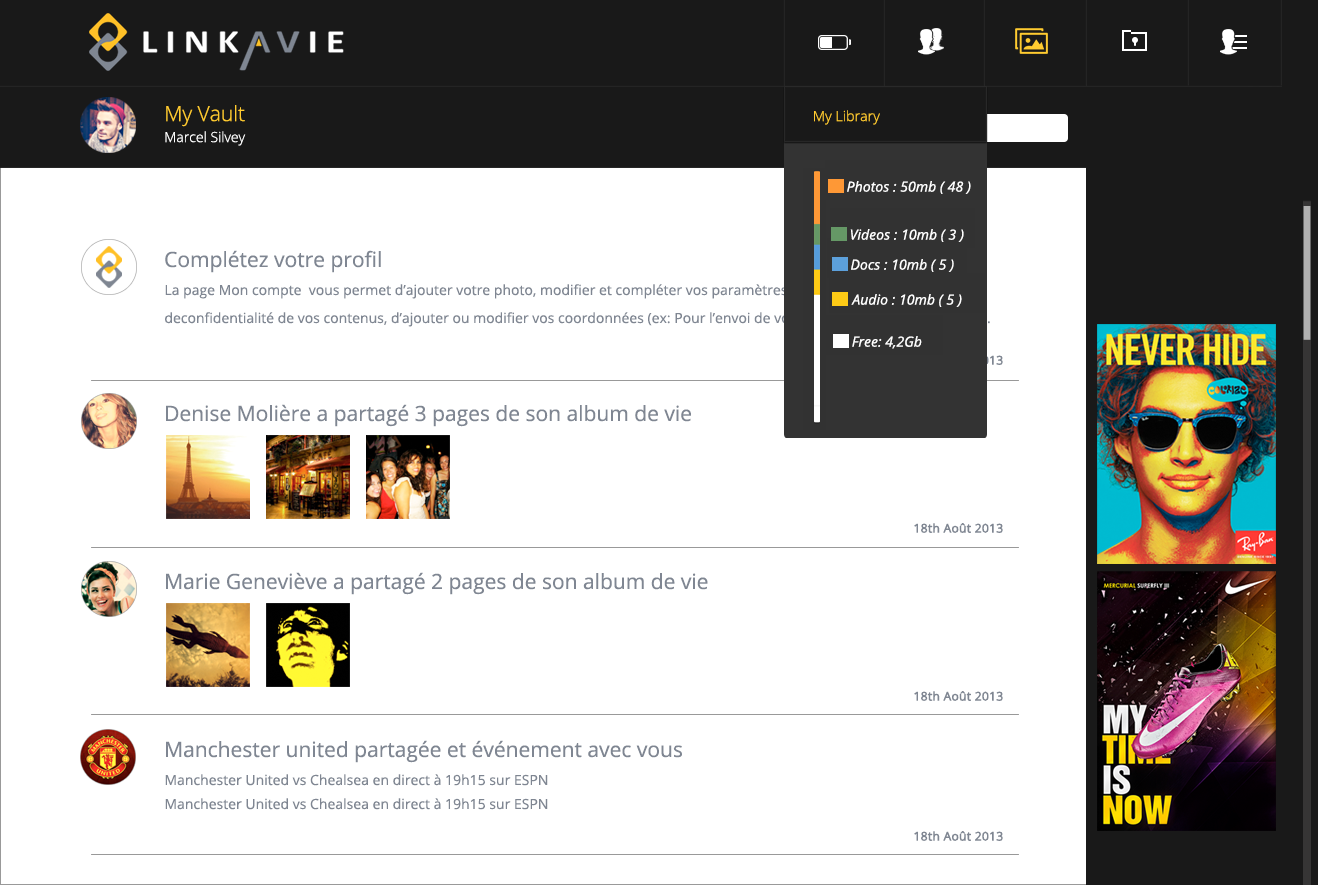 LINKAVIE
My Vault
Marcel Silvey
My Library
Photos : 50mb ( 48 )
Videos : 10mb ( 3 )
Docs : 10mb ( 5 )
Audio : 10mb ( 5 )
Free: 4,2Gb
Complétez votre profil
La page Mon compte vous permet d’ajouter votre photo, modifier et compléter vos paramètres
deconfidentialité de vos contenus, d’ajouter ou modifier vos coordonnées (ex: Pour l’envoi de
13
Denise Molière a partagé 3 pages de son album de vie
18th Août 2013
Marie Geneviève a partagé 2 pages de son album de vie
18th Août 2013
MANCHESTER
UNITED
Manchester united partagée et événement avec vous
Manchester United vs Chealsea en direct à 19h15 sur ESPN
Manchester United vs Chealsea en direct à 19h15 sur ESPN
18th Août 2013
NEVER HIDE
Ray-Ban
MERCURIAL SUPERFLY III
MY
TIME
IS
NOW